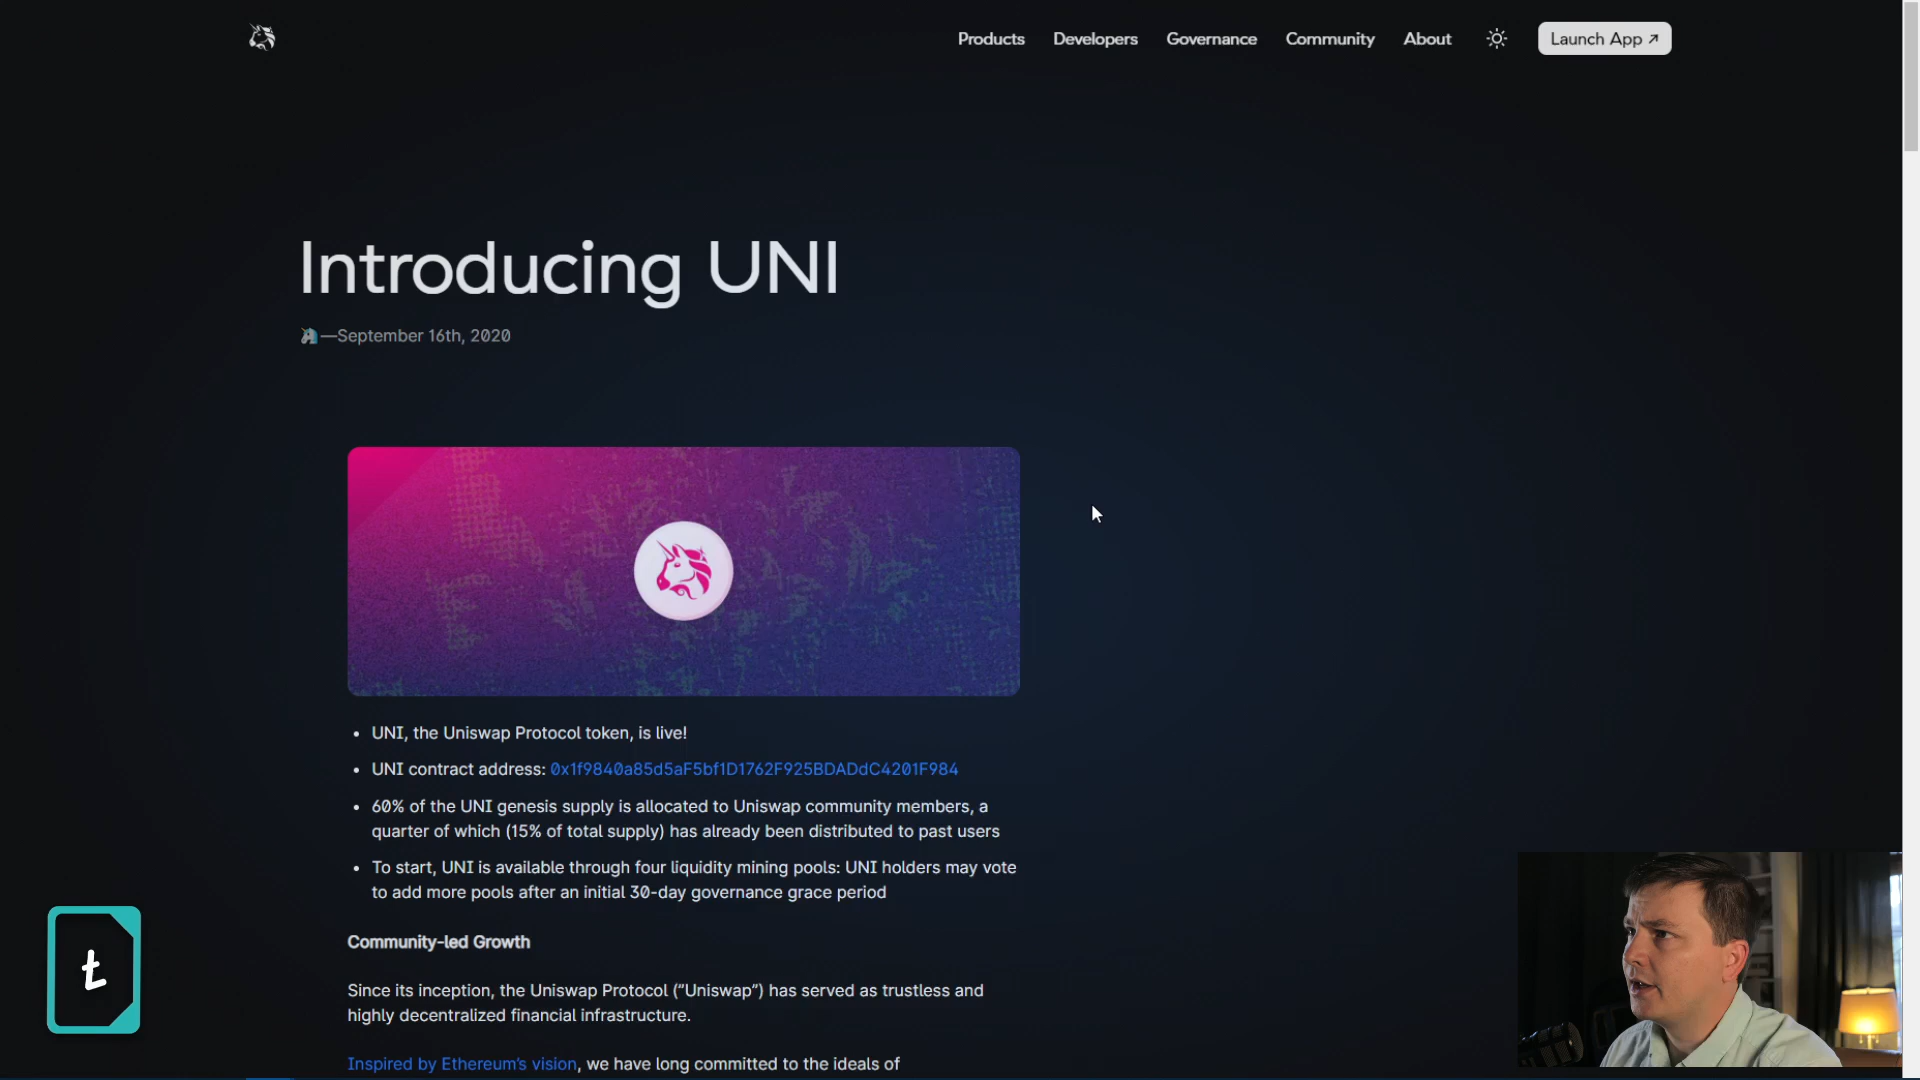 Products Developers Governance Community About Launch App ↗
Introducing UNI
—September 16th, 2020
• UNI, the Uniswap Protocol token, is live!
• UNI contract address: 0x1f9840a85d5aF5bf1D1762F925BDADdC4201F984
• 60% of the UNI genesis supply is allocated to Uniswap community members, a
quarter of which (15% of total supply) has already been distributed to past users
• To start, UNI is available through four liquidity mining pools: UNI holders may vote
to add more pools after an initial 30-day governance grace period
Community-led Growth
Since its inception, the Uniswap Protocol (“Uniswap”) has served as trustless and
highly decentralized financial infrastructure.
Inspired by Ethereum’s vision, we have long committed to the ideals of